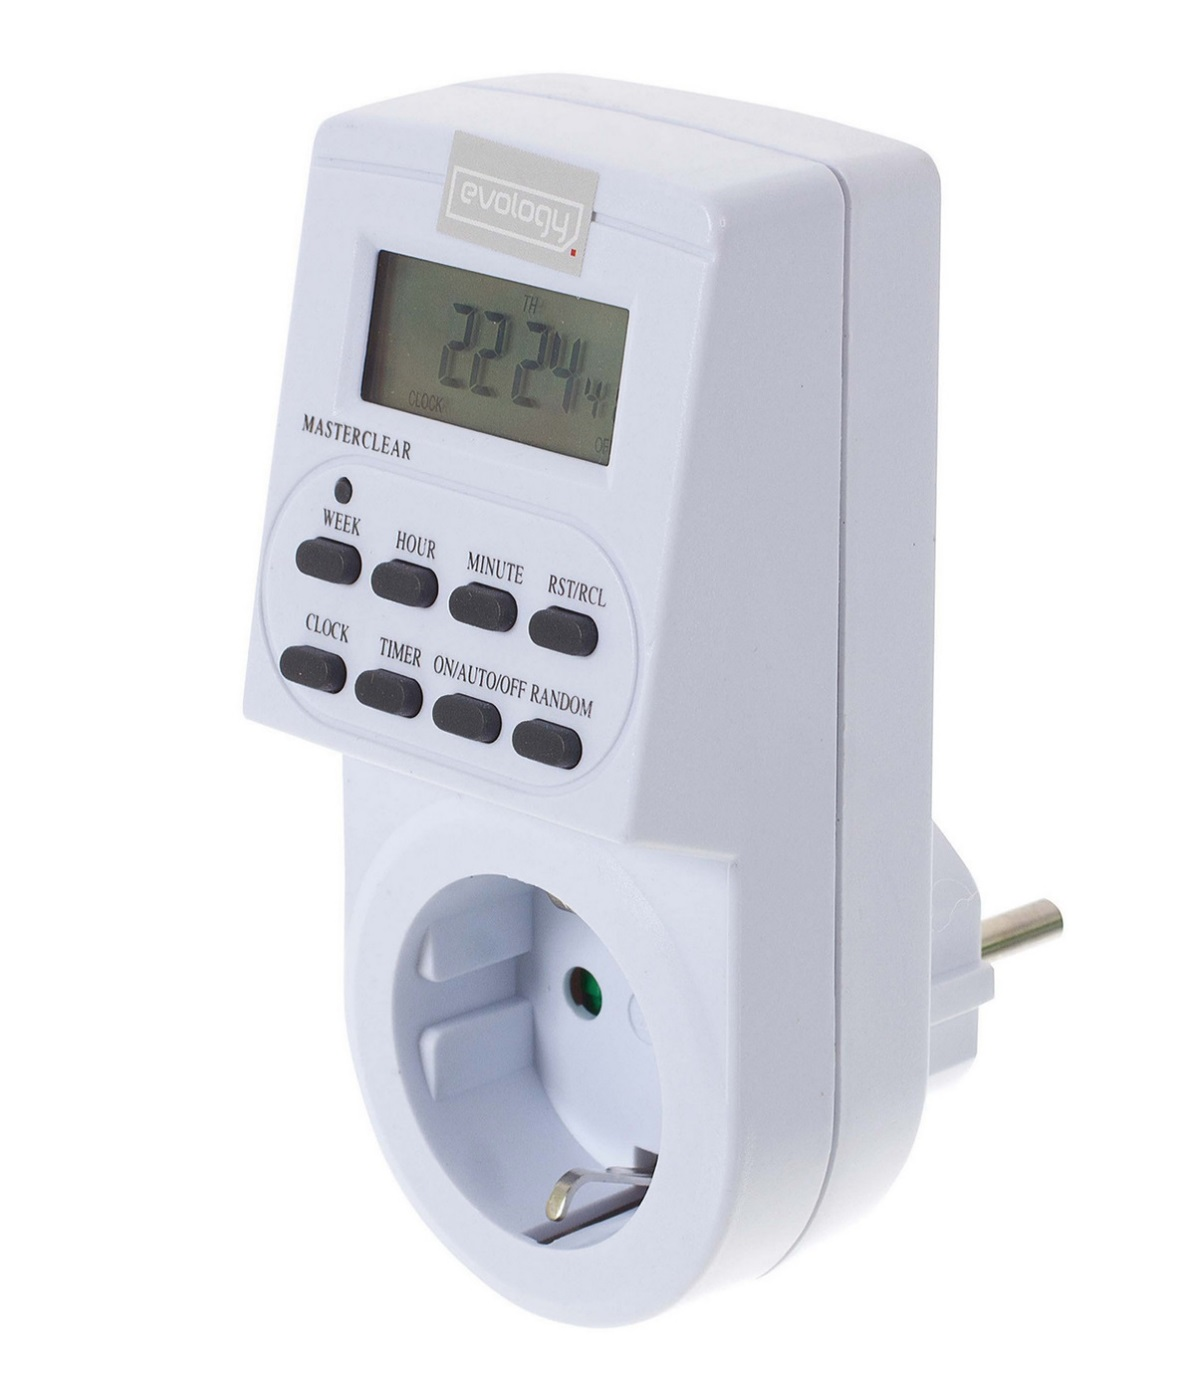 evology
TH
22 24
CLOCK
MASTERCLEAR
WEEK HOUR MINUTE RST/RCL
CLOCK TIMER ON/AUTO/OFF RANDOM